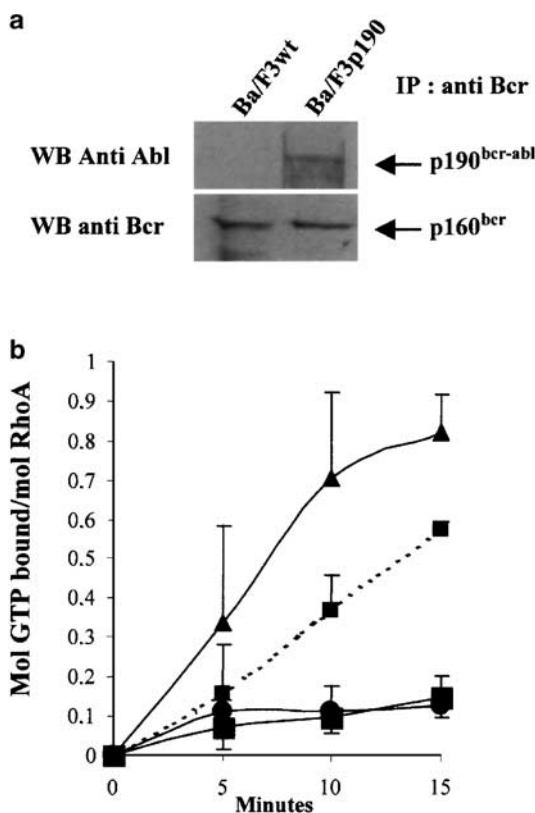 a
Ba/F3wt
Ba/F3p190
IP : anti Bcr
WB Anti Abl
p190bcr-abl
WB anti Bcr
p160bcr
b
Mol GTP bound/mol RhoA
1
0.9
0.8
0.7
0.6
0.5
0.4
0.3
0.2
0.1
0
0
5
10
15
Minutes